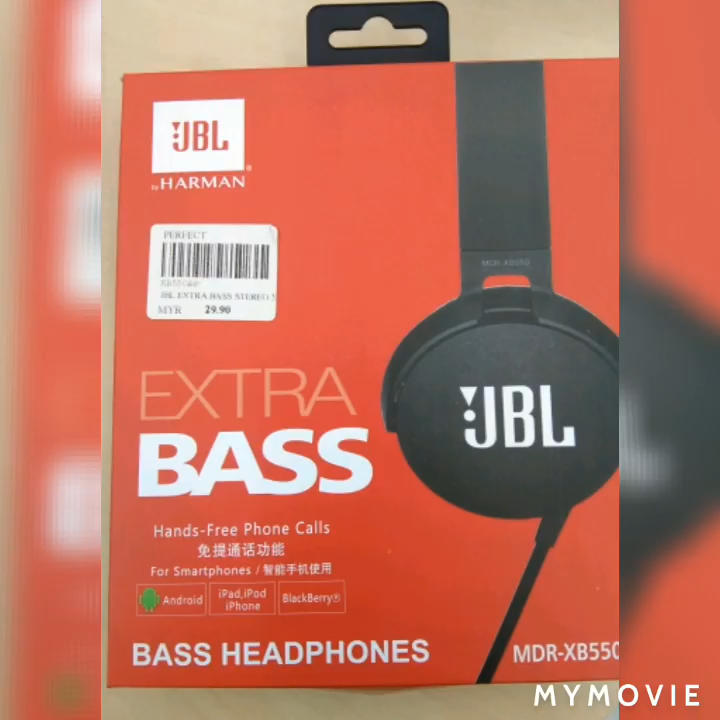 JBL
by HARMAN
PERFECT
JBL EXTRA BASS STEREO
MYR 29.90
MDR-XB550
EXTRA
BASS
JBL
Hands-Free Phone Calls
免提通话功能
For Smartphones / 智能手机使用
Android
iPad,iPod
iPhone
BlackBerry®
BASS HEADPHONES
MDR-XB550
MYMOVIE